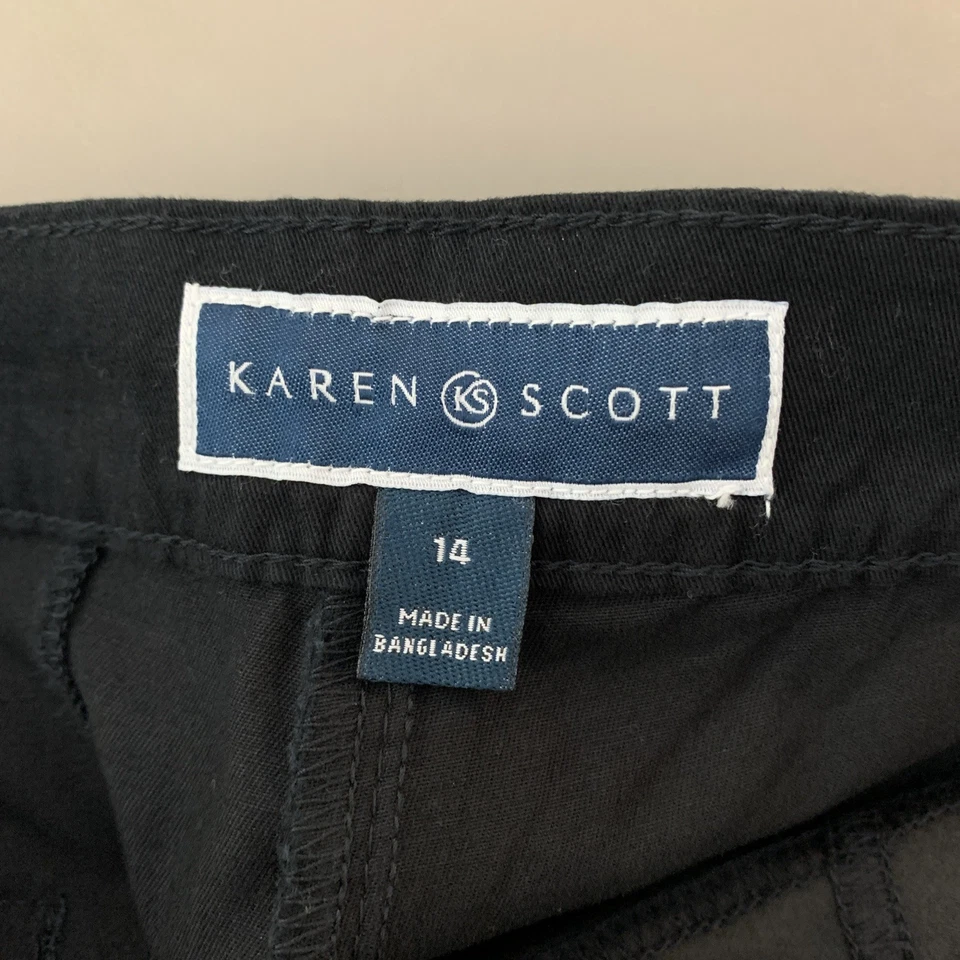 KAREN KS SCOTT
14
MADE IN
BANGLADESH